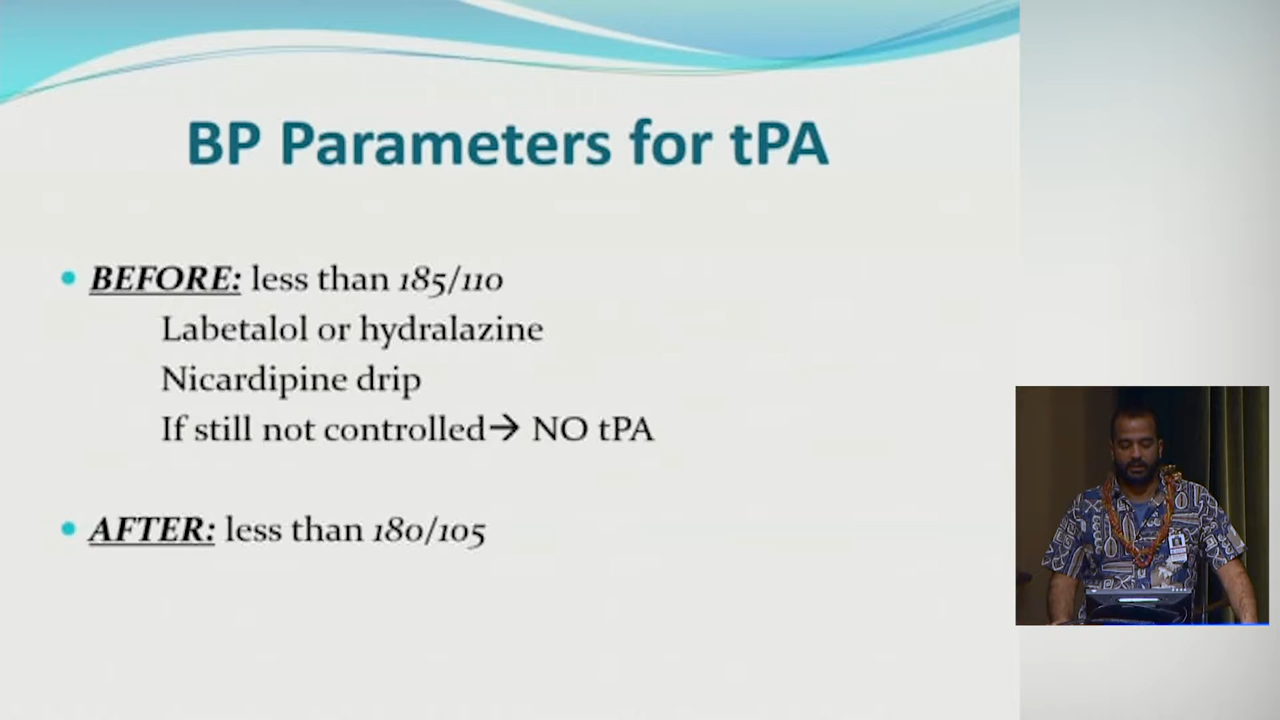 BP Parameters for tPA
BEFORE: less than 185/110
Labetalol or hydralazine
Nicardipine drip
If still not controlled→ NO tPA
AFTER: less than 180/105